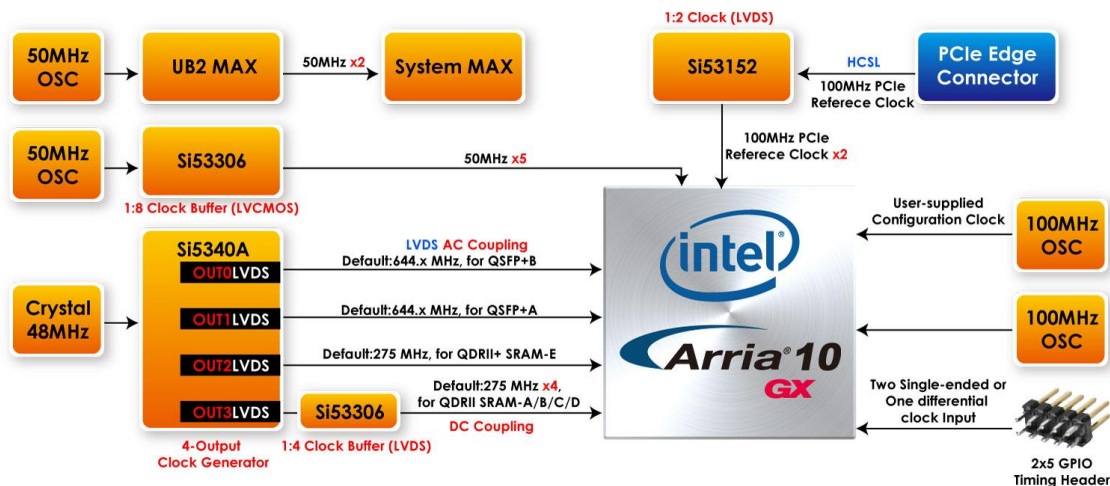 1:2 Clock (LVDS)
50MHz
OSC
UB2 MAX
50MHz x2
System MAX
Si53152
HCSL
100MHz PCIe
Referece Clock
PCIe Edge
Connector
50MHz
OSC
Si53306
50MHz x5
1:8 Clock Buffer (LVCMOS)
100MHz PCIe
Referece Clock x2
Crystal
48MHz
Si5340A
OUT0LVDS
OUT1LVDS
OUT2LVDS
OUT3LVDS
4-Output
Clock Generator
LVDS AC Coupling
Default:644.x MHz, for QSFP+B
Default:644.x MHz, for QSFP+A
Default:275 MHz, for QDRII+ SRAM-E
Si53306
1:4 Clock Buffer (LVDS)
Default:275 MHz x4,
for QDRII SRAM-A/B/C/D
DC Coupling
intel®
Arria®10
GX
User-supplied
Configuration Clock
100MHz
OSC
100MHz
OSC
Two Single-ended or
One differential
clock Input
2x5 GPIO
Timing Header